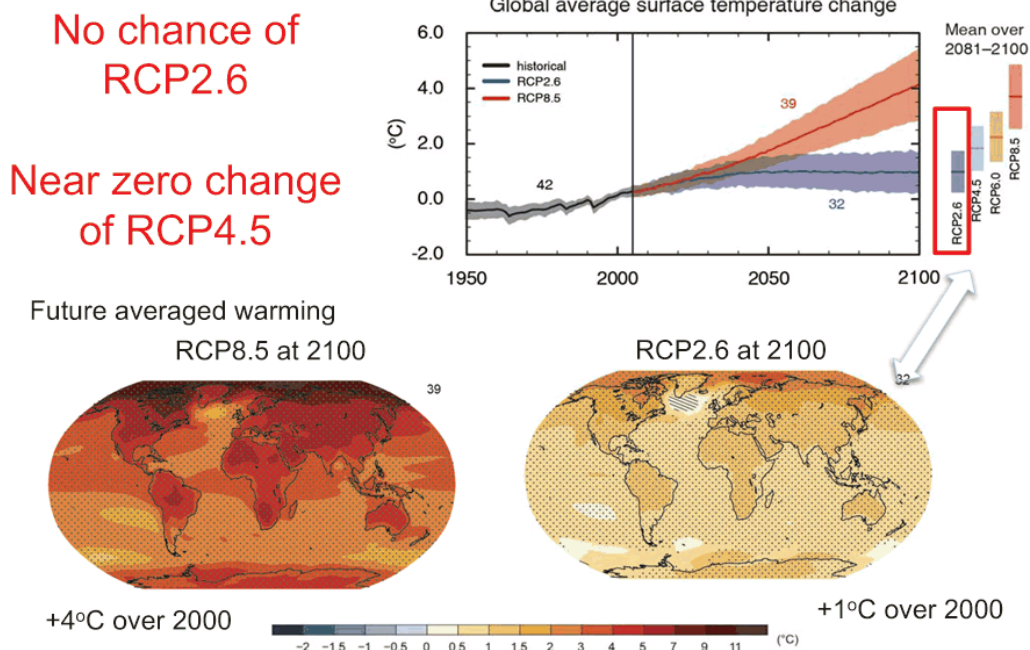 No chance of
RCP2.6
Near zero change
of RCP4.5
Global average surface temperature change
6.0
4.0
2.0
0.0
-2.0
(°C)
historical
RCP2.6
RCP8.5
42
39
32
1950
2000
2050
2100
Mean over
2081–2100
RCP2.6
RCP4.5
RCP6.0
RCP8.5
Future averaged warming
RCP8.5 at 2100
39
RCP2.6 at 2100
32
+4°C over 2000
+1°C over 2000
-2 -1.5 -1 -0.5 0 0.5 1 1.5 2 3 4 5 7 9 11 (°C)